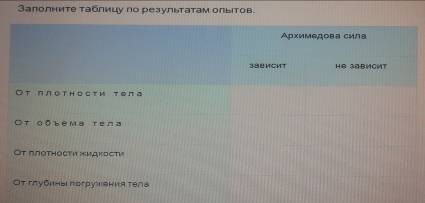 Заполните таблицу по результатам опытов.
Архимедова сила
зависит не зависит
От плотности тела
От объема тела
От плотности жидкости
От глубины погружения тела